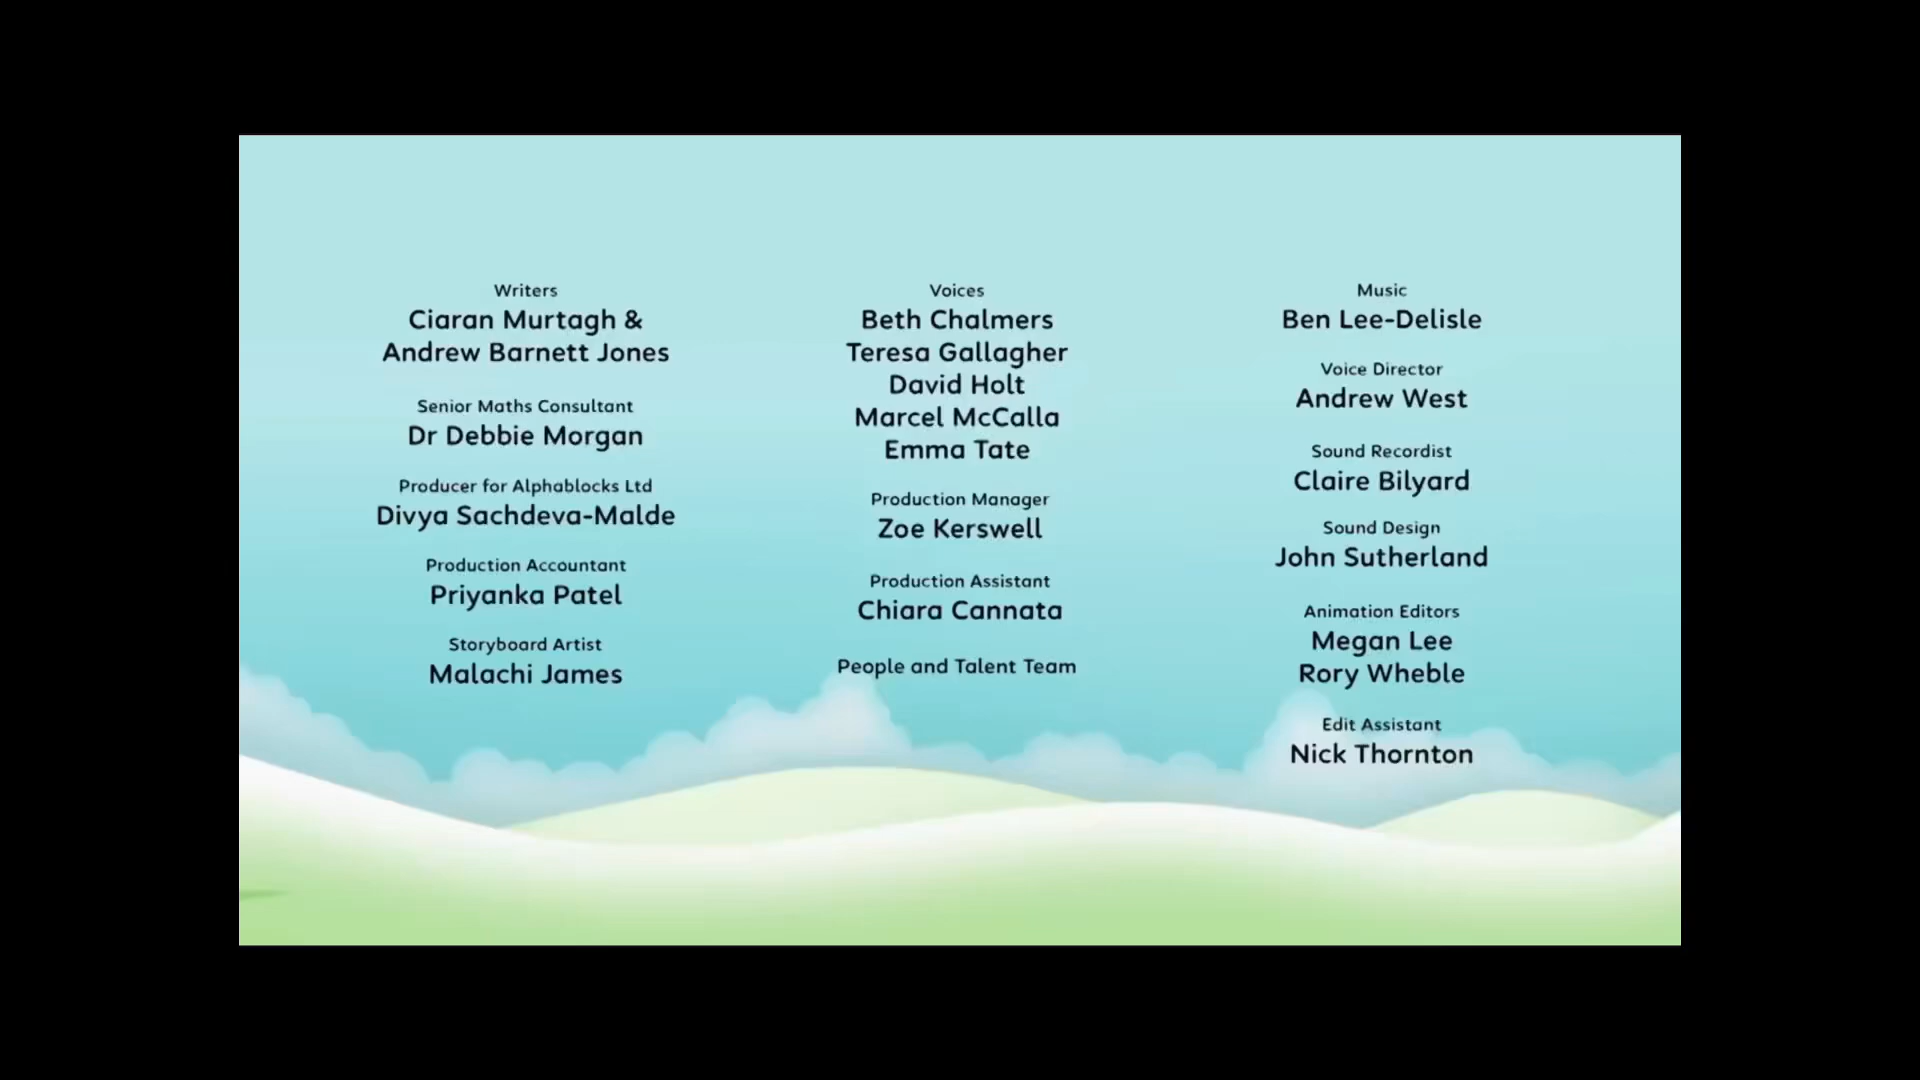 Writers
Ciaran Murtagh &
Andrew Barnett Jones
Senior Maths Consultant
Dr Debbie Morgan
Producer for Alphablocks Ltd
Divya Sachdeva-Malde
Production Accountant
Priyanka Patel
Storyboard Artist
Malachi James
Voices
Beth Chalmers
Teresa Gallagher
David Holt
Marcel McCalla
Emma Tate
Production Manager
Zoe Kerswell
Production Assistant
Chiara Cannata
People and Talent Team
Music
Ben Lee-Delisle
Voice Director
Andrew West
Sound Recordist
Claire Bilyard
Sound Design
John Sutherland
Animation Editors
Megan Lee
Rory Wheble
Edit Assistant
Nick Thornton